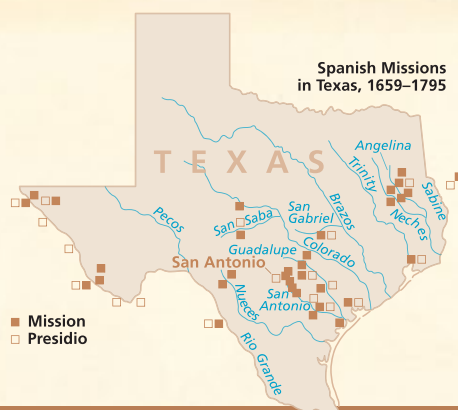 Spanish Missions
in Texas, 1659–1795
TEXAS
Angelina
Trinity
Sabine
Neches
Brazos
San
Gabriel
San Saba
Pecos
Colorado
Guadalupe
San Antonio
San
Antonio
Nueces
Rio Grande
Mission
Presidio